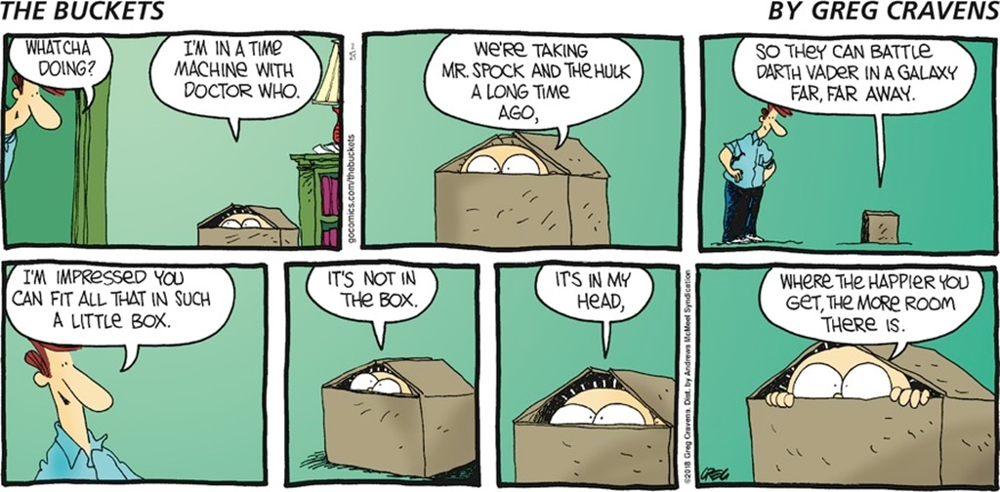 THE BUCKETS
BY GREG CRAVENS
WHATCHA
DOING?
I'M IN A TIME
MACHINE WITH
DOCTOR WHO.
gocomics.com/thebuckets
WE'RE TAKING
MR. SPOCK AND THE HULK
A LONG TIME
AGO,
SO THEY CAN BATTLE
DARTH VADER IN A GALAXY
FAR, FAR AWAY.
I'M IMPRESSED YOU
CAN FIT ALL THAT IN SUCH
A LITTLE BOX.
IT'S NOT IN
THE BOX.
IT'S IN MY
HEAD,
©2018 Greg Cravens. Dist. by Andrews McMeel Syndication
WHERE THE HAPPIER YOU
GET, THE MORE ROOM
THERE IS.
GREG